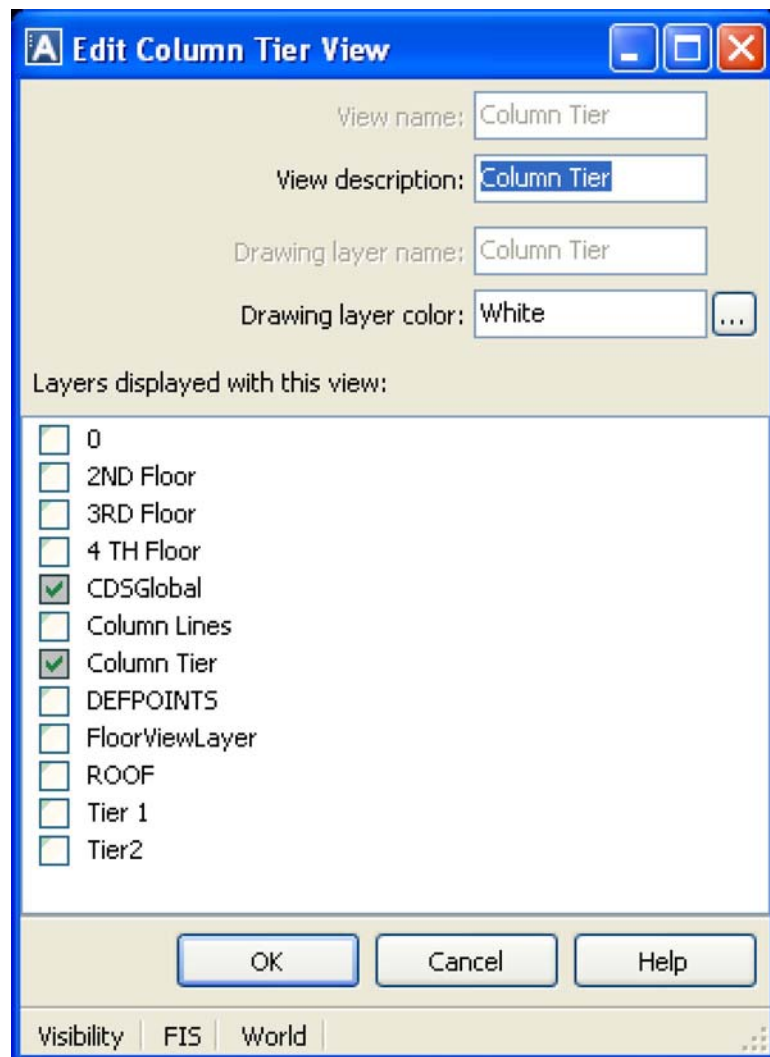 A Edit Column Tier View
View name: Column Tier
View description: Column Tier
Drawing layer name: Column Tier
Drawing layer color: White ...
Layers displayed with this view:
0
2ND Floor
3RD Floor
4 TH Floor
CDSGlobal
Column Lines
Column Tier
DEFPOINTS
FloorViewLayer
ROOF
Tier 1
Tier2
OK Cancel Help
Visibility FIS World